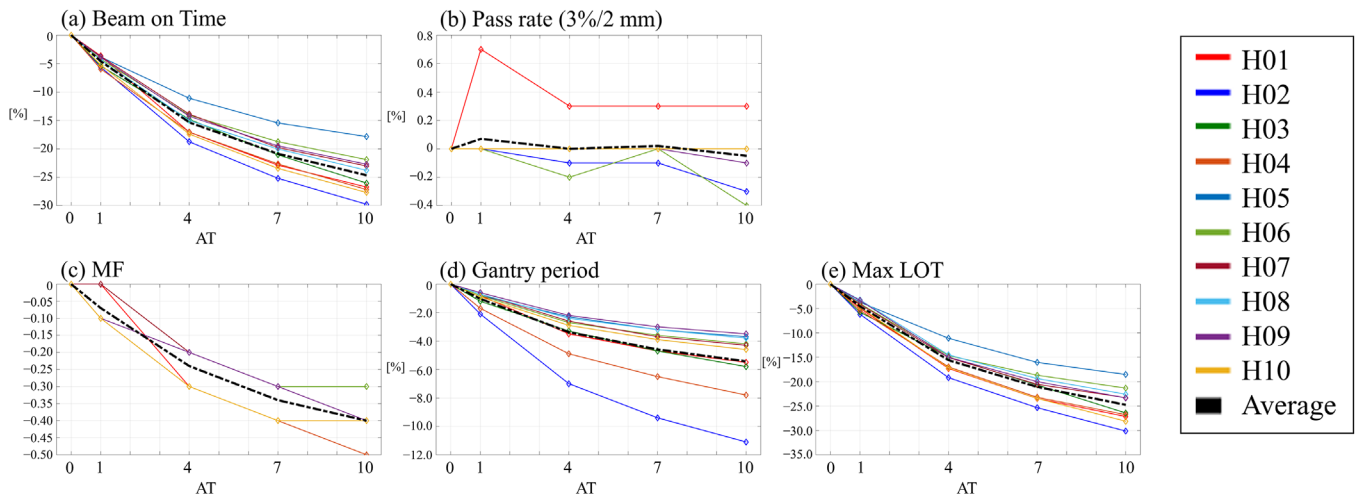 (a) Beam on Time
0
−5
−10
[%]
−15
−20
−25
−30
0 1 4 7 10
AT
(b) Pass rate (3%/2 mm)
0.8
0.6
0.4
[%]
0.2
0
−0.2
−0.4
0 1 4 7 10
AT
(c) MF
0
−0.05
−0.10
−0.15
−0.20
−0.25
−0.30
−0.35
−0.40
−0.45
−0.50
0 1 4 7 10
AT
(d) Gantry period
0
−2.0
−4.0
[%]
−6.0
−8.0
−10.0
−12.0
0 1 4 7 10
AT
(e) Max LOT
0
−5.0
−10.0
−15.0
[%]
−20.0
−25.0
−30.0
−35.0
0 1 4 7 10
AT
H01
H02
H03
H04
H05
H06
H07
H08
H09
H10
Average